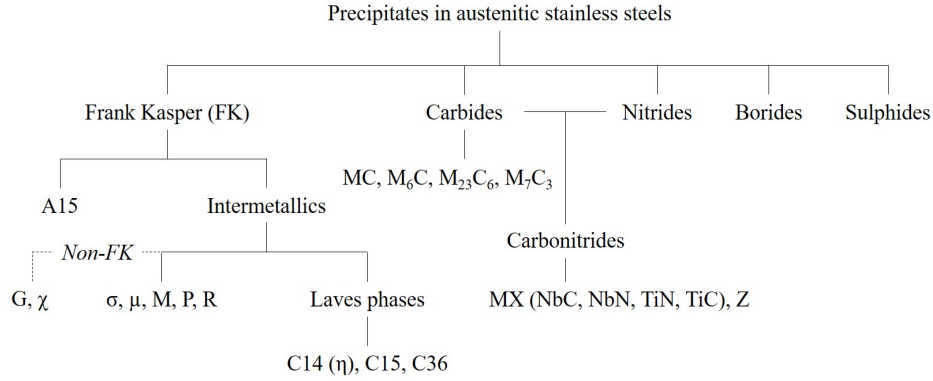 Precipitates in austenitic stainless steels
Frank Kasper (FK)
Carbides
Nitrides
Borides
Sulphides
MC, M₆C, M₂₃C₆, M₇C₃
A15
Intermetallics
Carbonitrides
Non-FK
G, χ
σ, μ, M, P, R
Laves phases
MX (NbC, NbN, TiN, TiC), Z
C14 (η), C15, C36